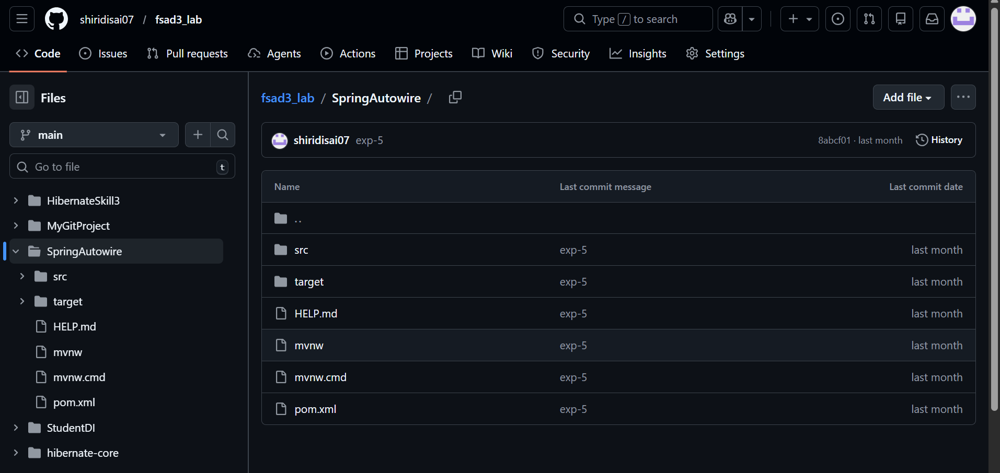 shiridisai07 / fsad3_lab
Type / to search
Code Issues Pull requests Agents Actions Projects Wiki Security Insights Settings
Files
main
Go to file t
HibernateSkill3
MyGitProject
SpringAutowire
src
target
HELP.md
mvnw
mvnw.cmd
pom.xml
StudentDI
hibernate-core
fsad3_lab / SpringAutowire /
Add file
shiridisai07 exp-5 8abcf01 · last month History
Name Last commit message Last commit date
..
src exp-5 last month
target exp-5 last month
HELP.md exp-5 last month
mvnw exp-5 last month
mvnw.cmd exp-5 last month
pom.xml exp-5 last month